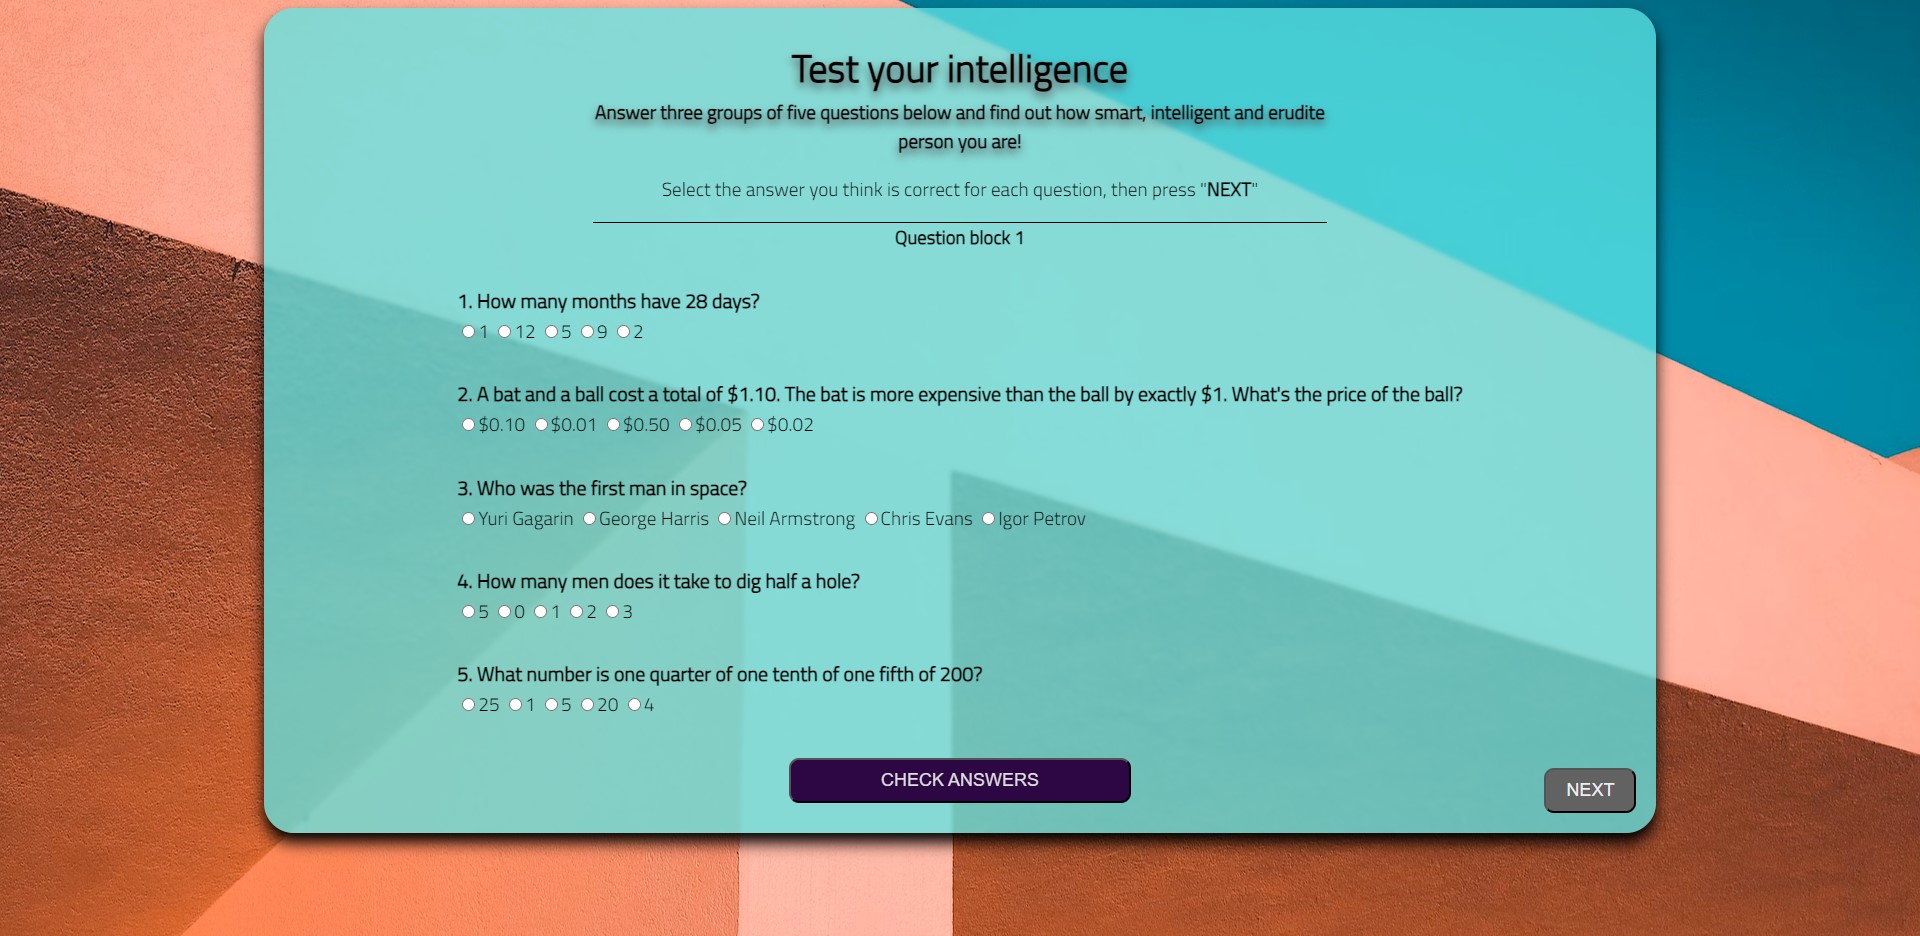 Test your intelligence
Answer three groups of five questions below and find out how smart, intelligent and erudite
person you are!
Select the answer you think is correct for each question, then press "NEXT"
Question block 1
1. How many months have 28 days?
1 12 5 9 2
2. A bat and a ball cost a total of $1.10. The bat is more expensive than the ball by exactly $1. What's the price of the ball?
$0.10 $0.01 $0.50 $0.05 $0.02
3. Who was the first man in space?
Yuri Gagarin George Harris Neil Armstrong Chris Evans Igor Petrov
4. How many men does it take to dig half a hole?
5 0 1 2 3
5. What number is one quarter of one tenth of one fifth of 200?
25 1 5 20 4
CHECK ANSWERS
NEXT